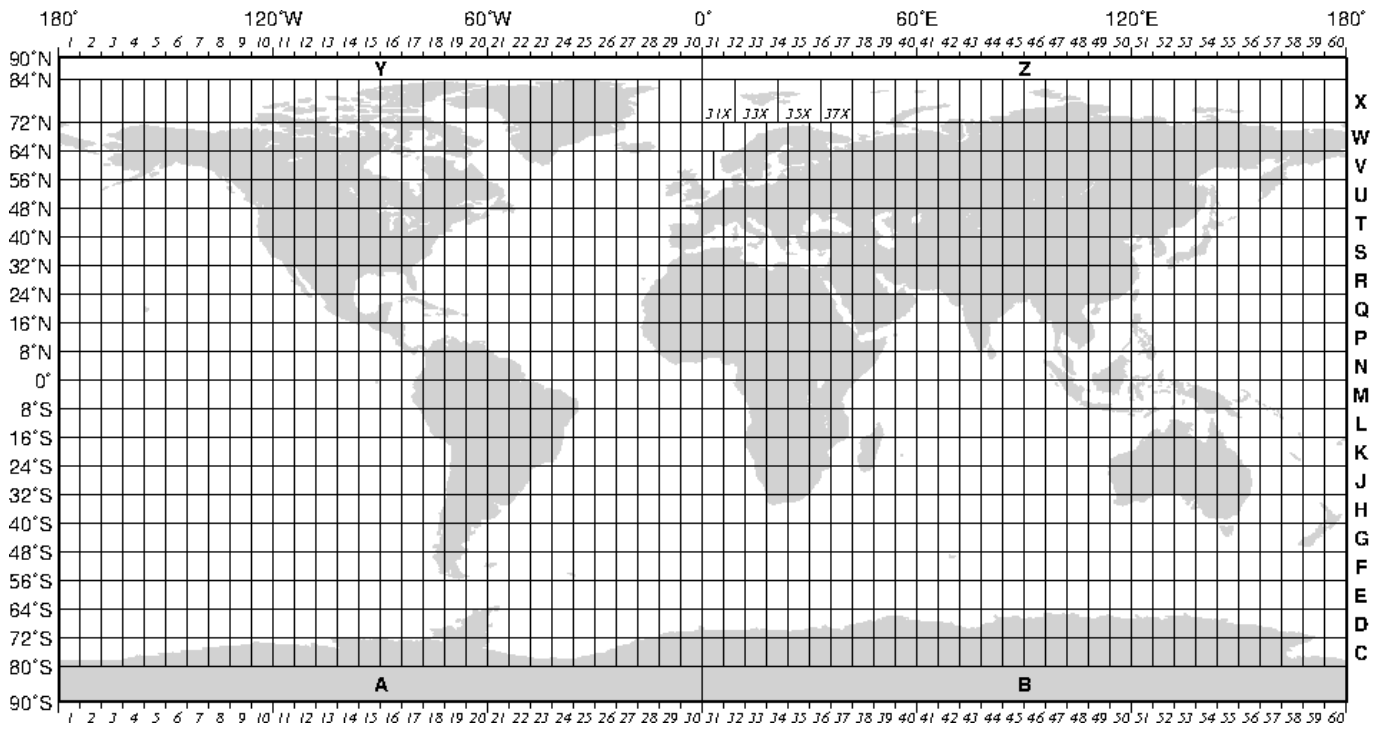 180° 120°W 60°W 0° 60°E 120°E 180°
1 2 3 4 5 6 7 8 9 10 11 12 13 14 15 16 17 18 19 20 21 22 23 24 25 26 27 28 29 30 31 32 33 34 35 36 37 38 39 40 41 42 43 44 45 46 47 48 49 50 51 52 53 54 55 56 57 58 59 60
90°N
Y Z
84°N
X
31X 33X 35X 37X
72°N
W
64°N
V
56°N
U
48°N
T
40°N
S
32°N
R
24°N
Q
16°N
P
8°N
N
0°
M
8°S
L
16°S
K
24°S
J
32°S
H
40°S
G
48°S
F
56°S
E
64°S
D
72°S
C
80°S
A B
90°S
1 2 3 4 5 6 7 8 9 10 11 12 13 14 15 16 17 18 19 20 21 22 23 24 25 26 27 28 29 30 31 32 33 34 35 36 37 38 39 40 41 42 43 44 45 46 47 48 49 50 51 52 53 54 55 56 57 58 59 60